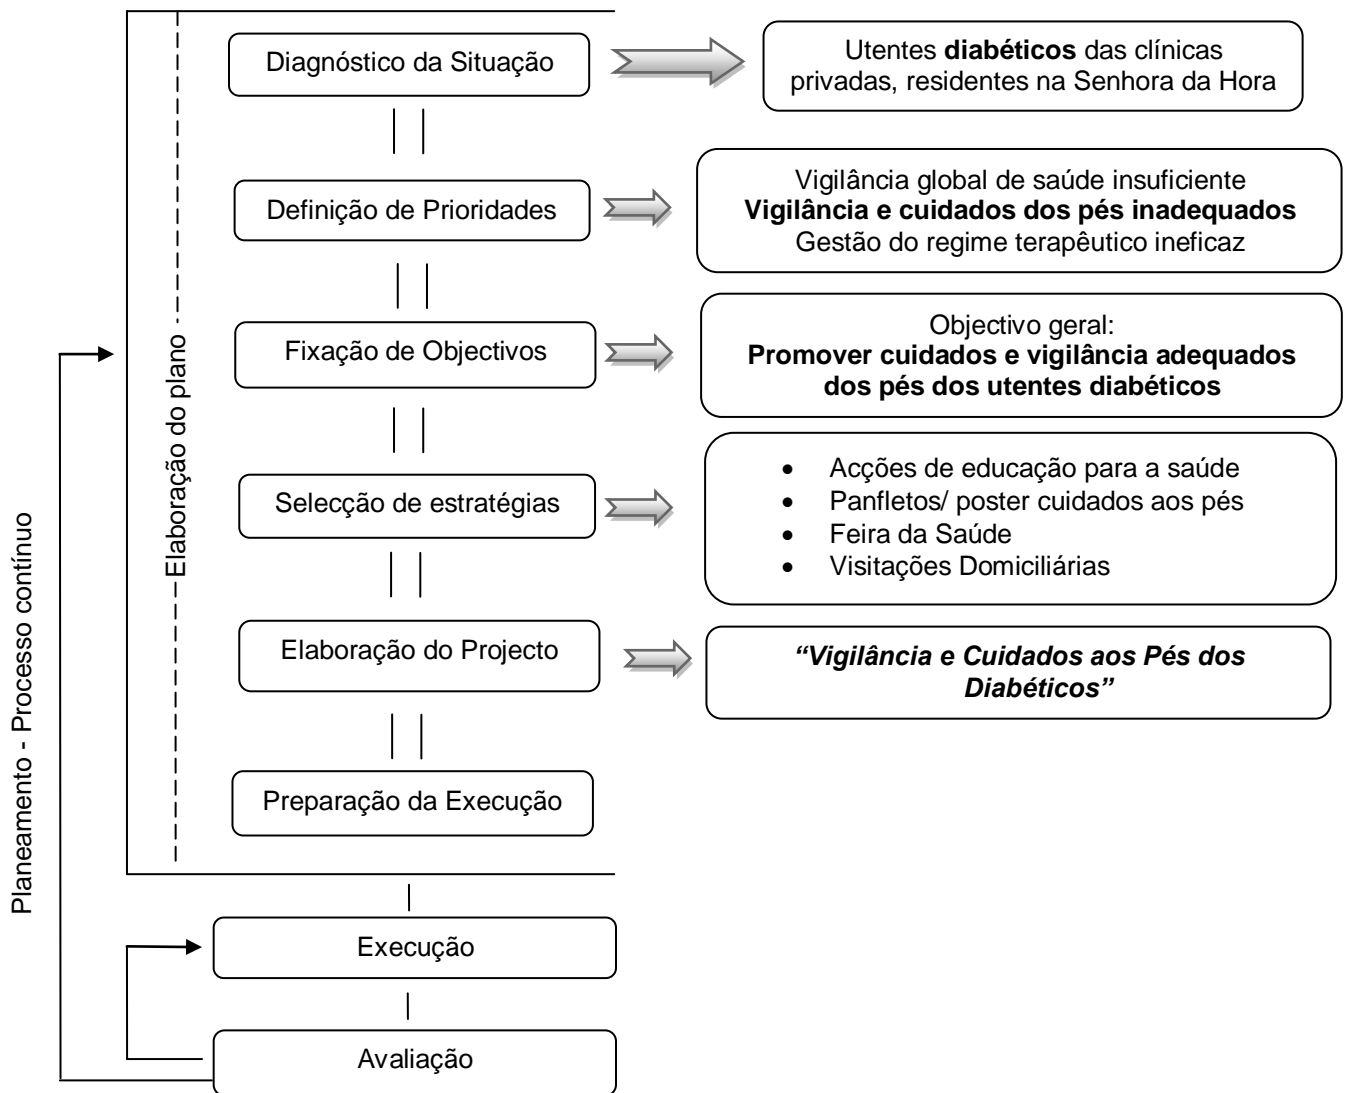 Diagnóstico da Situação
Utentes diabéticos das clínicas
privadas, residentes na Senhora da Hora
Definição de Prioridades
Vigilância global de saúde insuficiente
Vigilância e cuidados dos pés inadequados
Gestão do regime terapêutico ineficaz
Fixação de Objectivos
Objectivo geral:
Promover cuidados e vigilância adequados
dos pés dos utentes diabéticos
Selecção de estratégias
• Acções de educação para a saúde
• Panfletos/ poster cuidados aos pés
• Feira da Saúde
• Visitações Domiciliárias
Elaboração do Projecto
“Vigilância e Cuidados aos Pés dos
Diabéticos”
Preparação da Execução
Execução
Avaliação
Elaboração do plano
Planeamento - Processo contínuo